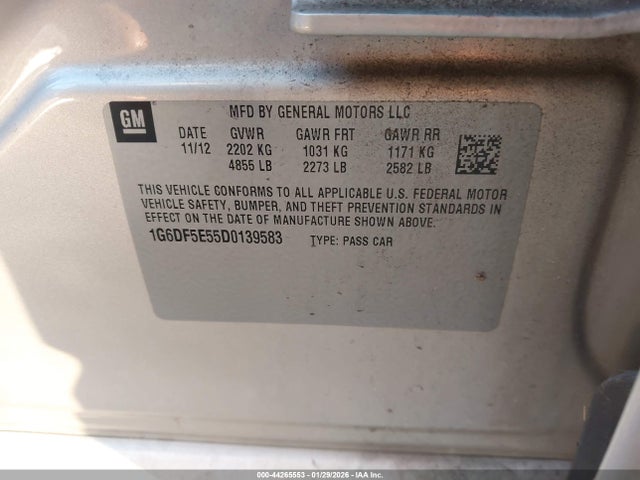 GM
MFD BY GENERAL MOTORS LLC
DATE GVWR GAWR FRT GAWR RR
11/12 2202 KG 1031 KG 1171 KG
4855 LB 2273 LB 2582 LB
THIS VEHICLE CONFORMS TO ALL APPLICABLE U.S. FEDERAL MOTOR
VEHICLE SAFETY, BUMPER, AND THEFT PREVENTION STANDARDS IN
EFFECT ON THE DATE OF MANUFACTURE SHOWN ABOVE.
1G6DF5E55D0139583 TYPE: PASS CAR
000-44265553 | 01/29/2026 - IAA Inc.